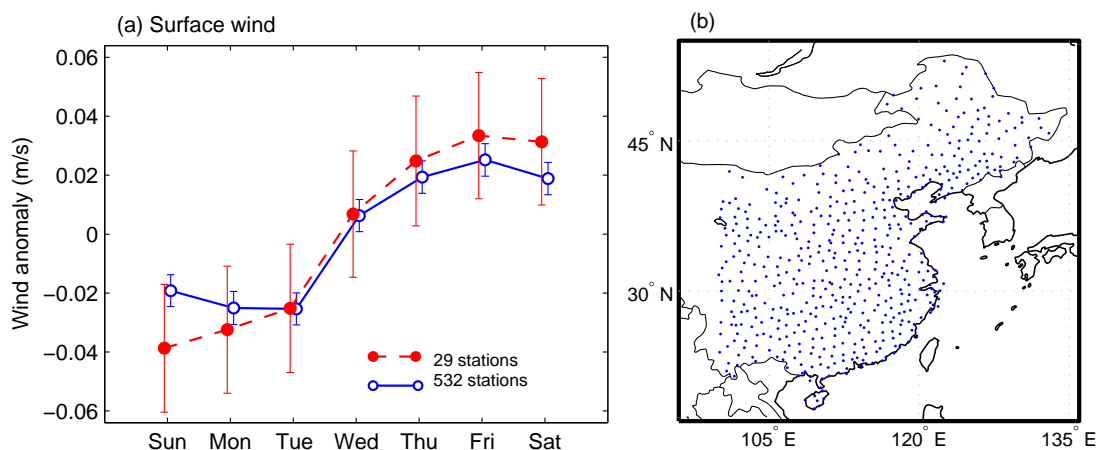 (a) Surface wind
0.06
0.04
0.02
0
−0.02
−0.04
−0.06
Wind anomaly (m/s)
29 stations
532 stations
Sun Mon Tue Wed Thu Fri Sat
(b)
45° N
30° N
105° E 120° E 135° E